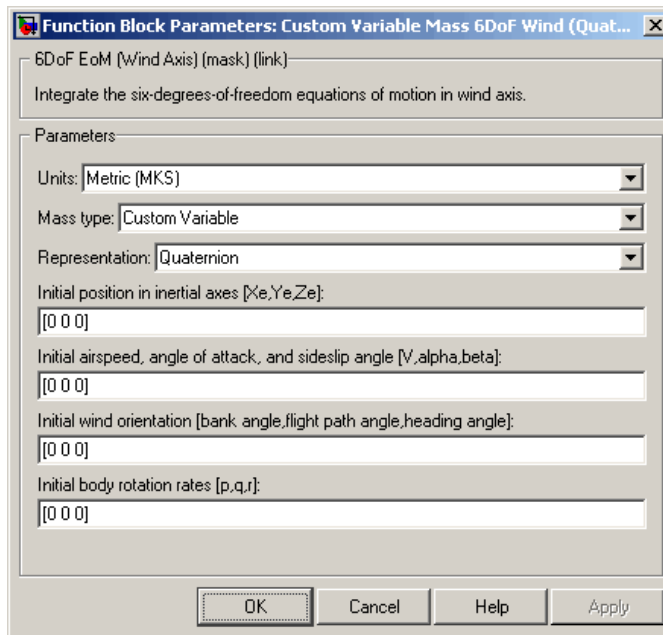 Function Block Parameters: Custom Variable Mass 6DoF Wind (Quat...
6DoF EoM (Wind Axis) (mask) (link)
Integrate the six-degrees-of-freedom equations of motion in wind axis.
Parameters
Units: Metric (MKS)
Mass type: Custom Variable
Representation: Quaternion
Initial position in inertial axes [Xe,Ye,Ze]:
[0 0 0]
Initial airspeed, angle of attack, and sideslip angle [V,alpha,beta]:
[0 0 0]
Initial wind orientation [bank angle,flight path angle,heading angle]:
[0 0 0]
Initial body rotation rates [p,q,r]:
[0 0 0]
OK Cancel Help Apply